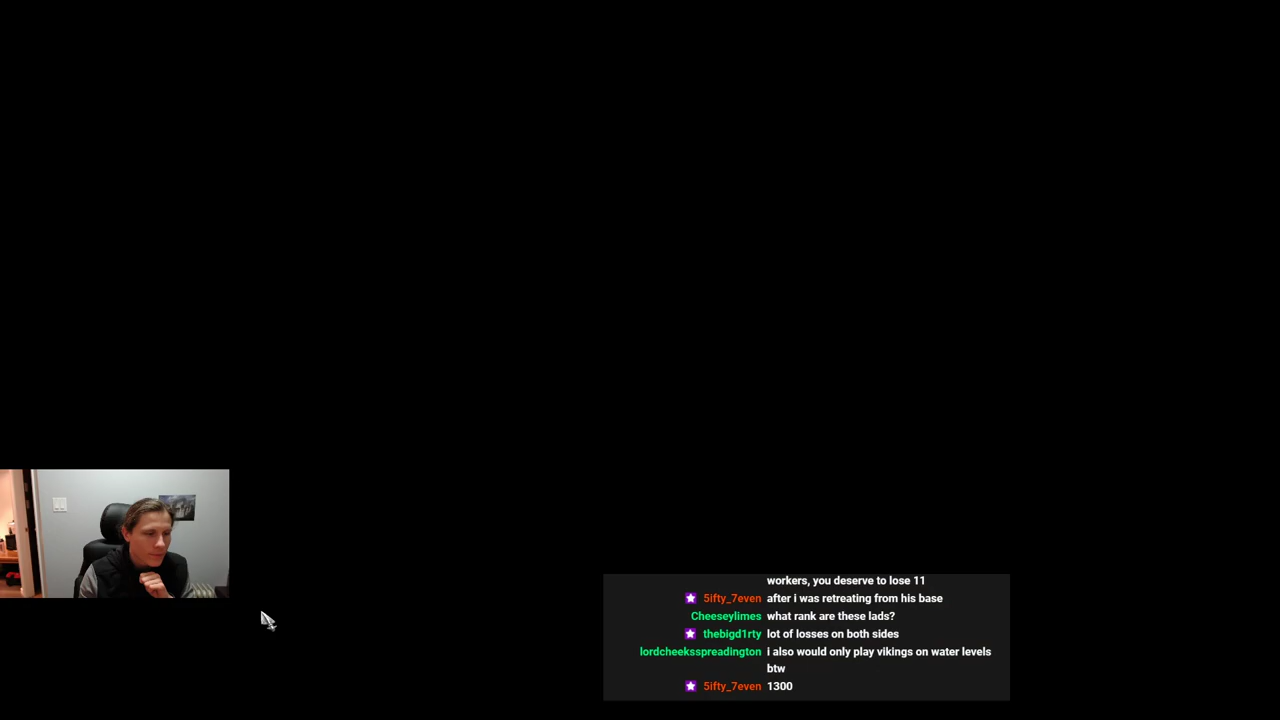 workers, you deserve to lose 11
5ifty_7even after i was retreating from his base
Cheeseylimes what rank are these lads?
thebigd1rty lot of losses on both sides
lordcheeksspreadington i also would only play vikings on water levels
btw
5ifty_7even 1300